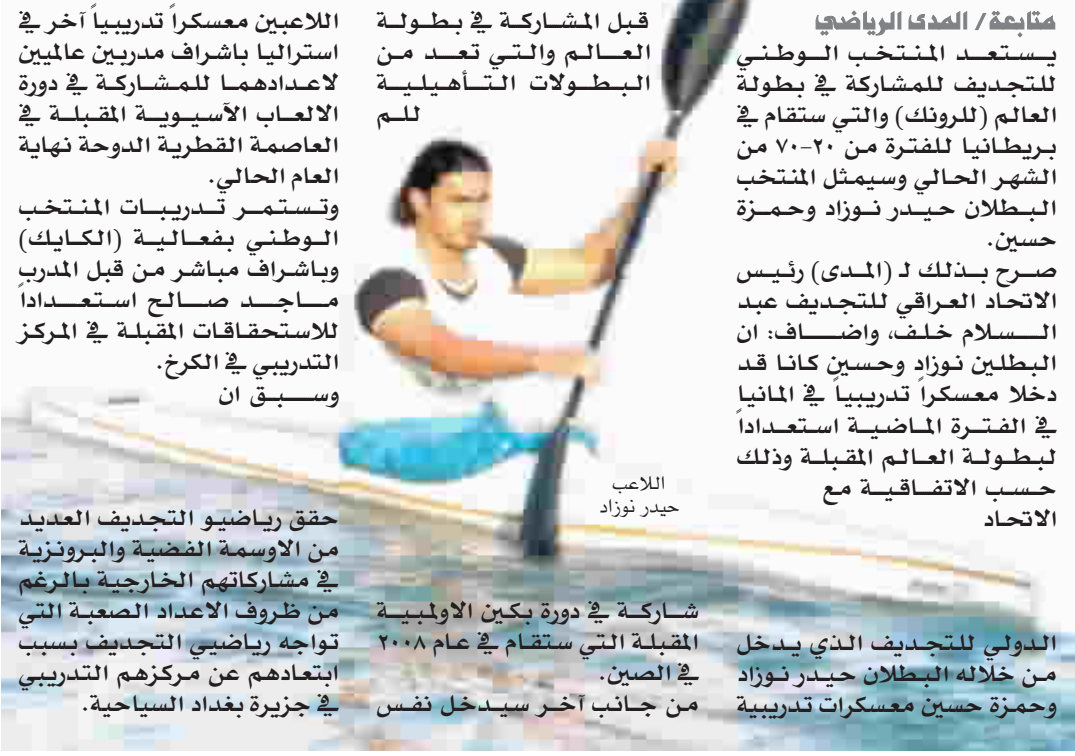 متابعة / المدى الرياضي
يستعد المنتخب الوطني
للتجديف للمشاركة في بطولة
العالم (للرونك) والتي ستقام في
بريطانيا للفترة من ٢٠-٧٠ من
الشهر الحالي وسيمثل المنتخب
البطلان حيدر نوزاد وحمزة
حسين.
صرح بذلك لـ (المدى) رئيس
الاتحاد العراقي للتجديف عبد
السلام خلف، واضاف: ان
البطلين نوزاد وحسين كانا قد
دخلا معسكراً تدريبياً في المانيا
في الفترة الماضية استعداداً
لبطولة العالم المقبلة وذلك
حسب الاتفاقية مع
الاتحاد
الدولي للتجديف الذي يدخل
من خلاله البطلان حيدر نوزاد
وحمزة حسين معسكرات تدريبية
قبل المشاركة في بطولة
العالم والتي تعد من
البطولات التأهيلية
للم
شاركة في دورة بكين الاولمبية
المقبلة التي ستقام في عام ٢٠٠٨
في الصين.
من جانب آخر سيدخل نفس
اللاعبين معسكراً تدريبياً آخر في
استراليا باشراف مدربين عالميين
لاعدادهما للمشاركة في دورة
الالعاب الآسيوية المقبلة في
العاصمة القطرية الدوحة نهاية
العام الحالي.
وتستمر تدريبات المنتخب
الوطني بفعالية (الكايك)
وباشراف مباشر من قبل المدرب
ماجد صالح استعداداً
للاستحقاقات المقبلة في المركز
التدريبي في الكرخ.
وسبق ان
حقق رياضيو التجديف العديد
من الاوسمة الفضية والبرونزية
في مشاركاتهم الخارجية بالرغم
من ظروف الاعداد الصعبة التي
تواجه رياضيي التجديف بسبب
ابتعادهم عن مركزهم التدريبي
في جزيرة بغداد السياحية.
اللاعب
حيدر نوزاد